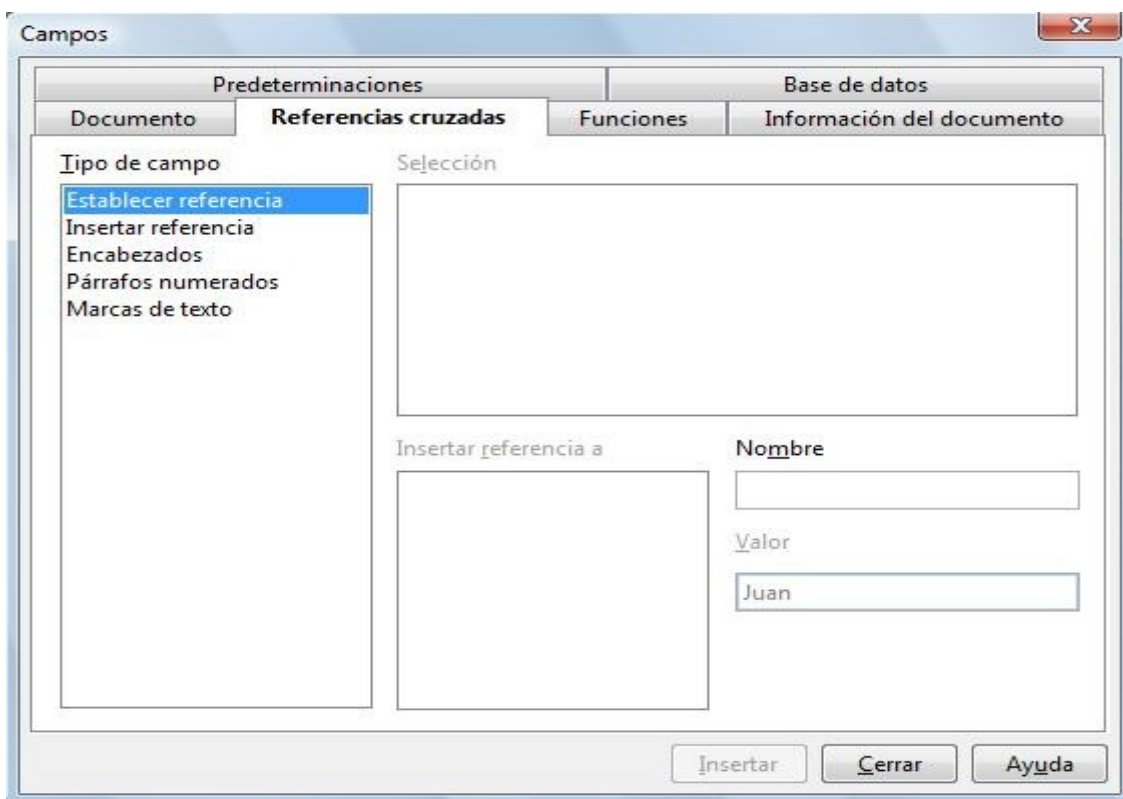 Campos
Predeterminaciones
Base de datos
Documento
Referencias cruzadas
Funciones
Información del documento
Tipo de campo
Establecer referencia
Insertar referencia
Encabezados
Párrafos numerados
Marcas de texto
Selección
Insertar referencia a
Nombre
Valor
Juan
Insertar
Cerrar
Ayuda